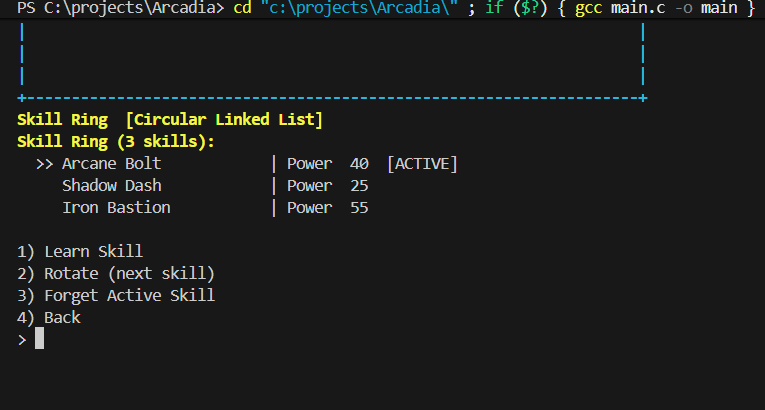 PS C:\projects\Arcadia> cd "c:\projects\Arcadia\" ; if ($?) { gcc main.c -o main }
|                                                                    |
|                                                                    |
|                                                                    |
+--------------------------------------------------------------------+
Skill Ring  [Circular Linked List]
Skill Ring (3 skills):
  >> Arcane Bolt            | Power  40  [ACTIVE]
     Shadow Dash            | Power  25
     Iron Bastion           | Power  55
1) Learn Skill
2) Rotate (next skill)
3) Forget Active Skill
4) Back
>